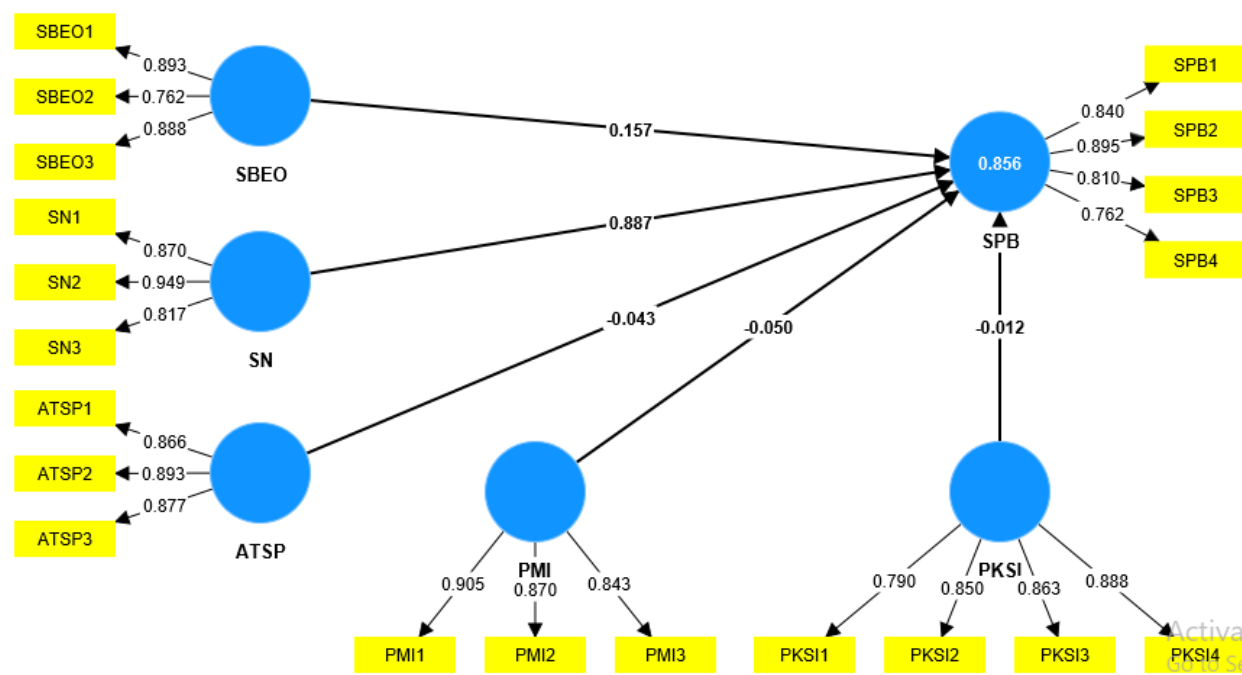 SBEO1
0.893
SBEO2
0.762
0.888
SBEO3
SBEO
SN1
0.870
SN2
0.949
0.817
SN3
SN
ATSP1
0.866
ATSP2
0.893
0.877
ATSP3
ATSP
0.157
0.887
-0.043
-0.050
-0.012
0.856
SPB
SPB1
0.840
SPB2
0.895
0.810
SPB3
0.762
SPB4
PMI
0.905
0.870
0.843
PMI1
PMI2
PMI3
PKSI
0.790
0.850
0.863
0.888
PKSI1
PKSI2
PKSI3
PKSI4
Activa
Go to Se